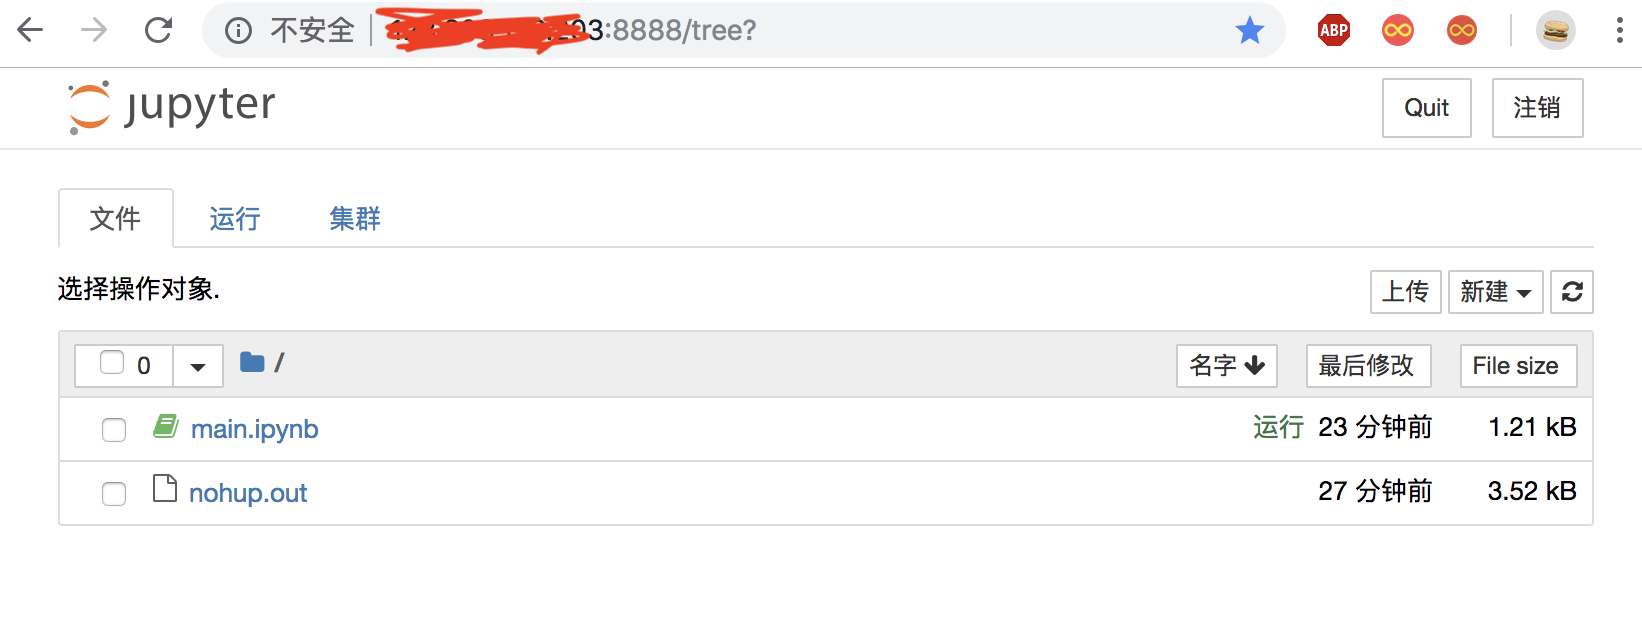 不安全 03:8888/tree?
ABP
jupyter
Quit 注销
文件 运行 集群
选择操作对象. 上传 新建
0 / 名字 最后修改 File size
main.ipynb 运行 23 分钟前 1.21 kB
nohup.out 27 分钟前 3.52 kB